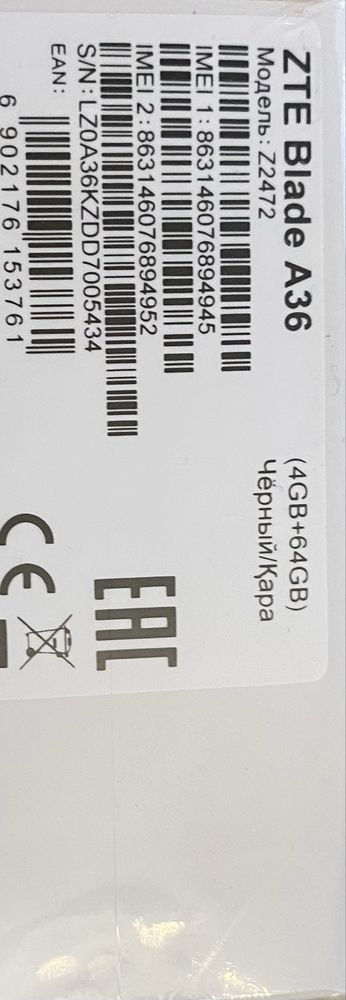 ZTE Blade A36
(4GB+64GB)
Модель: Z2472
Чёрный/Қара
IMEI 1: 863146076894945
IMEI 2: 863146076894952
S/N: LZ0A36KZDD7005434
EAN:
6 902176 153761
EAC
CE